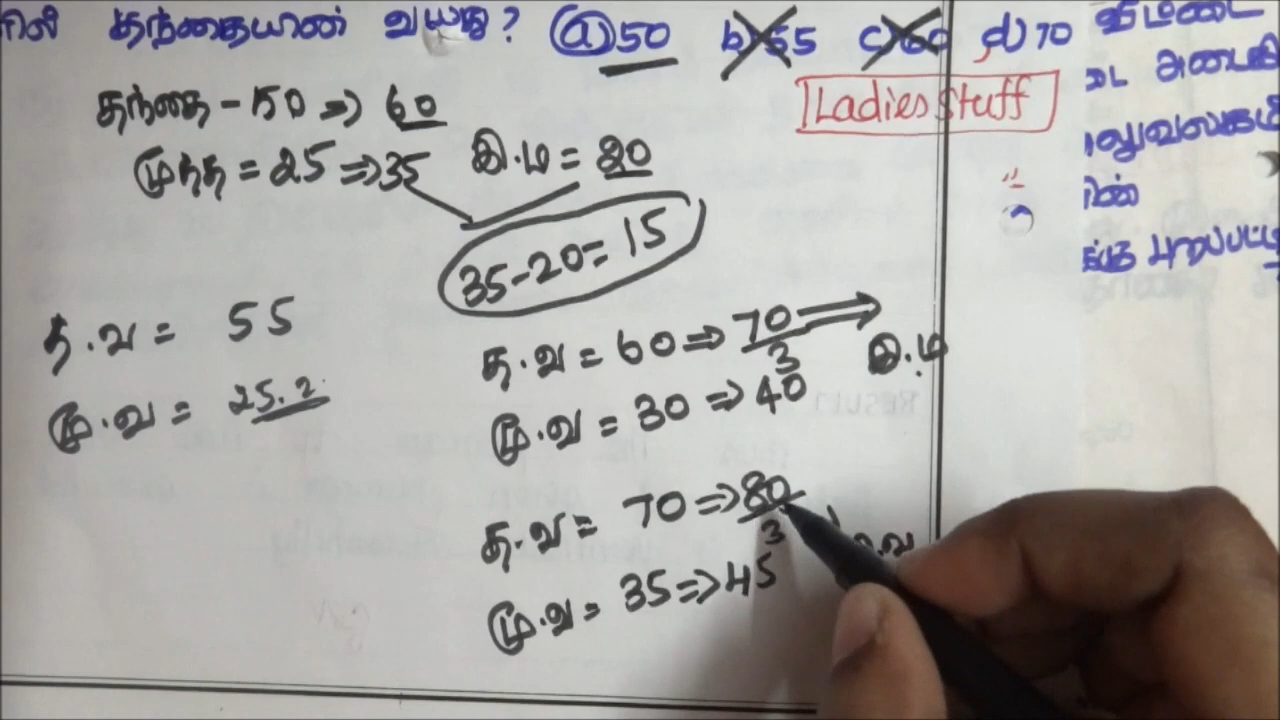 தந்தையின் வயது? a) 50 b) 55 c) 60 d) 70
Ladies Stuff
தந்தை - 50 => 60
மூத்த = 25 => 35 இ.ம = 20
35-20=15
த.வ = 55
மூ.வ = 25.2
த.வ = 60 => 70/3 இ.ம
மூ.வ = 30 => 40
த.வ = 70 => 80/3
மூ.வ = 35 => 45